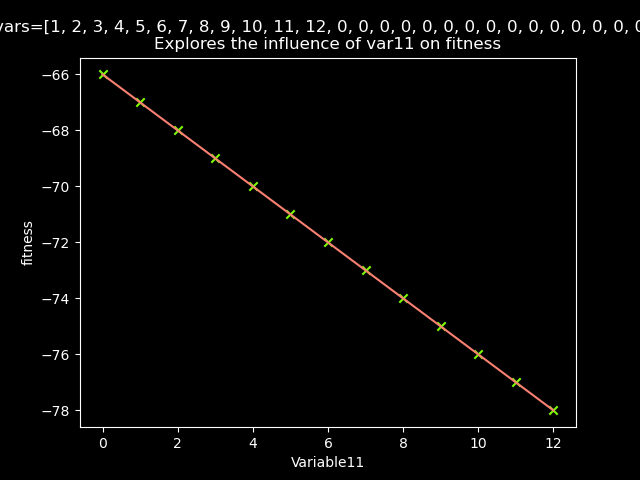 vars=[1, 2, 3, 4, 5, 6, 7, 8, 9, 10, 11, 12, 0, 0, 0, 0, 0, 0, 0, 0, 0, 0, 0, 0, 0, 0, 0
Explores the influence of var11 on fitness
−66
−68
−70
−72
−74
−76
−78
fitness
0 2 4 6 8 10 12
Variable11